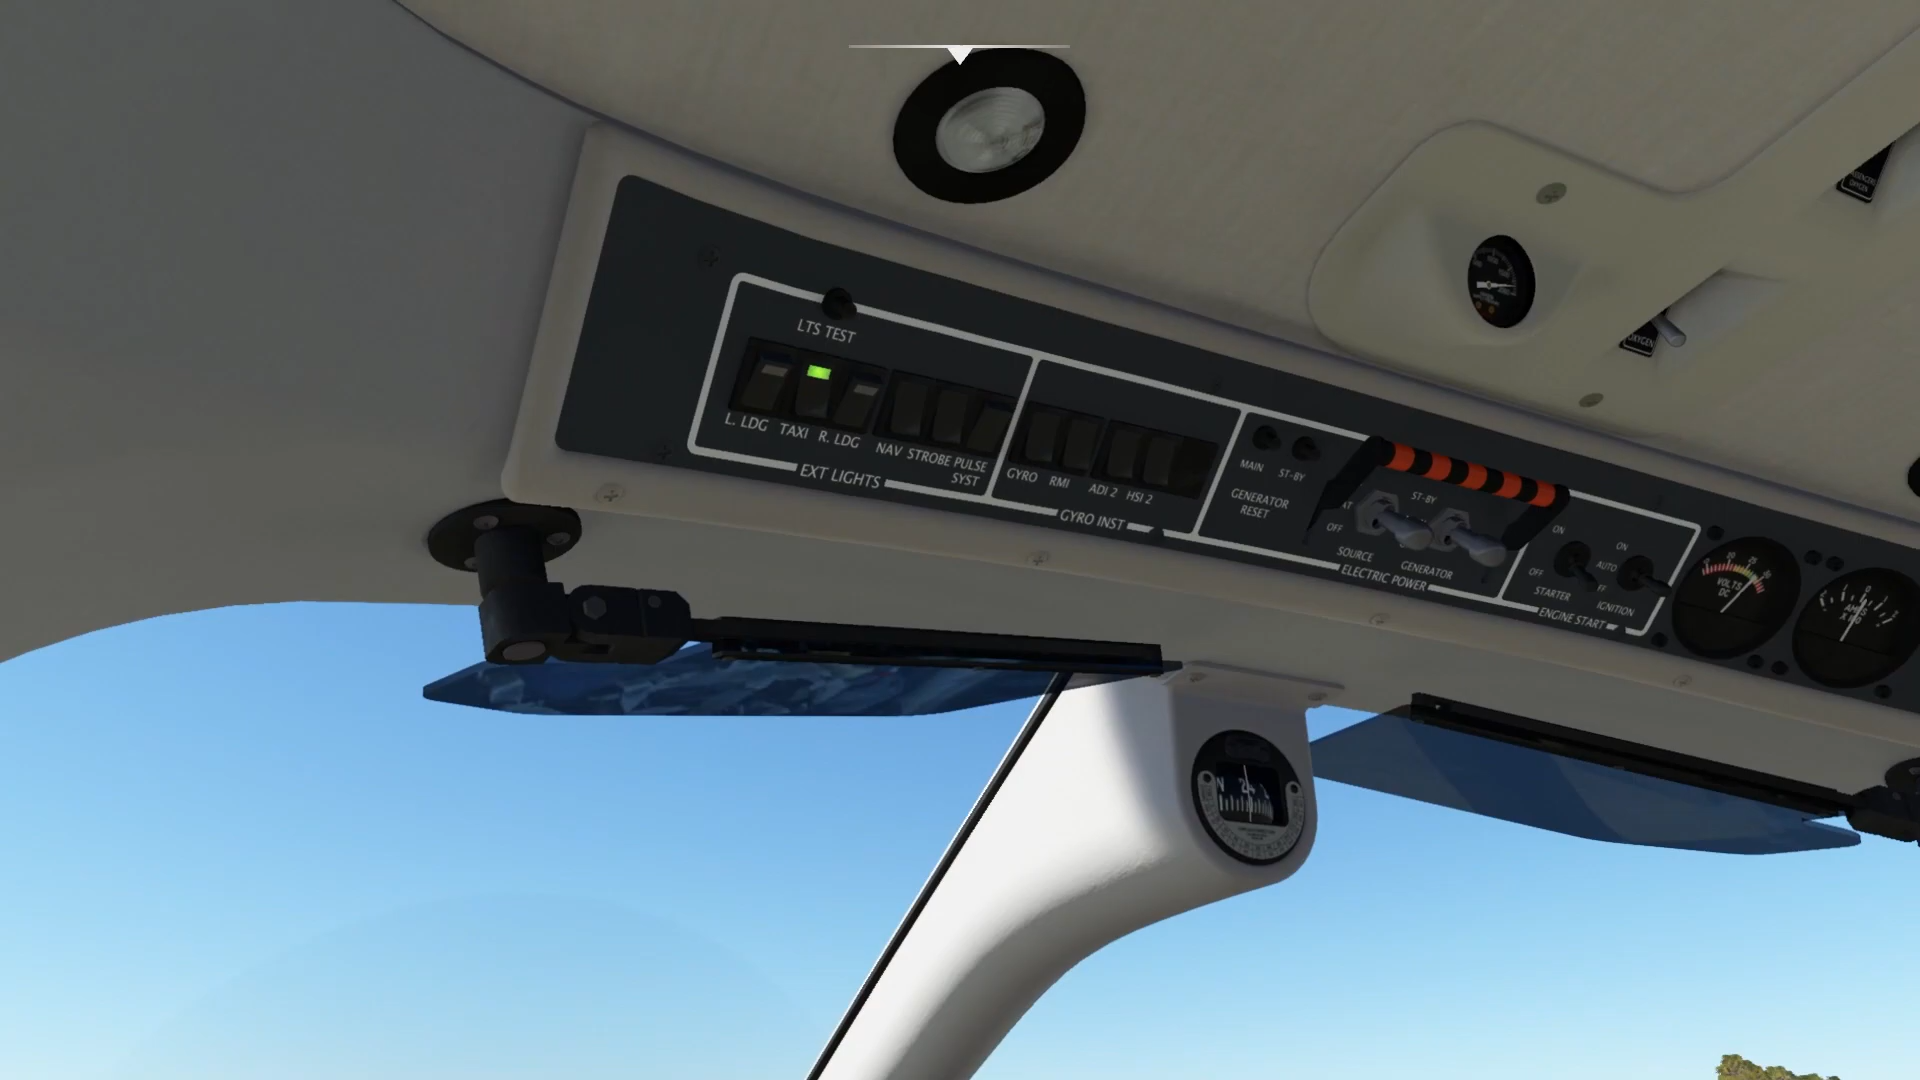 LTS TEST
L. LDG TAXI R. LDG
NAV STROBE PULSE
SYST
EXT LIGHTS
GYRO RMI ADI 2 HSI 2
GYRO INST
MAIN ST-BY
GENERATOR
RESET
ST-BY
OFF
SOURCE
GENERATOR
ELECTRIC POWER
ON
OFF
STARTER
ON
AUTO
IGNITION
ENGINE START
VOLTS
DC
OXYGEN
N 24